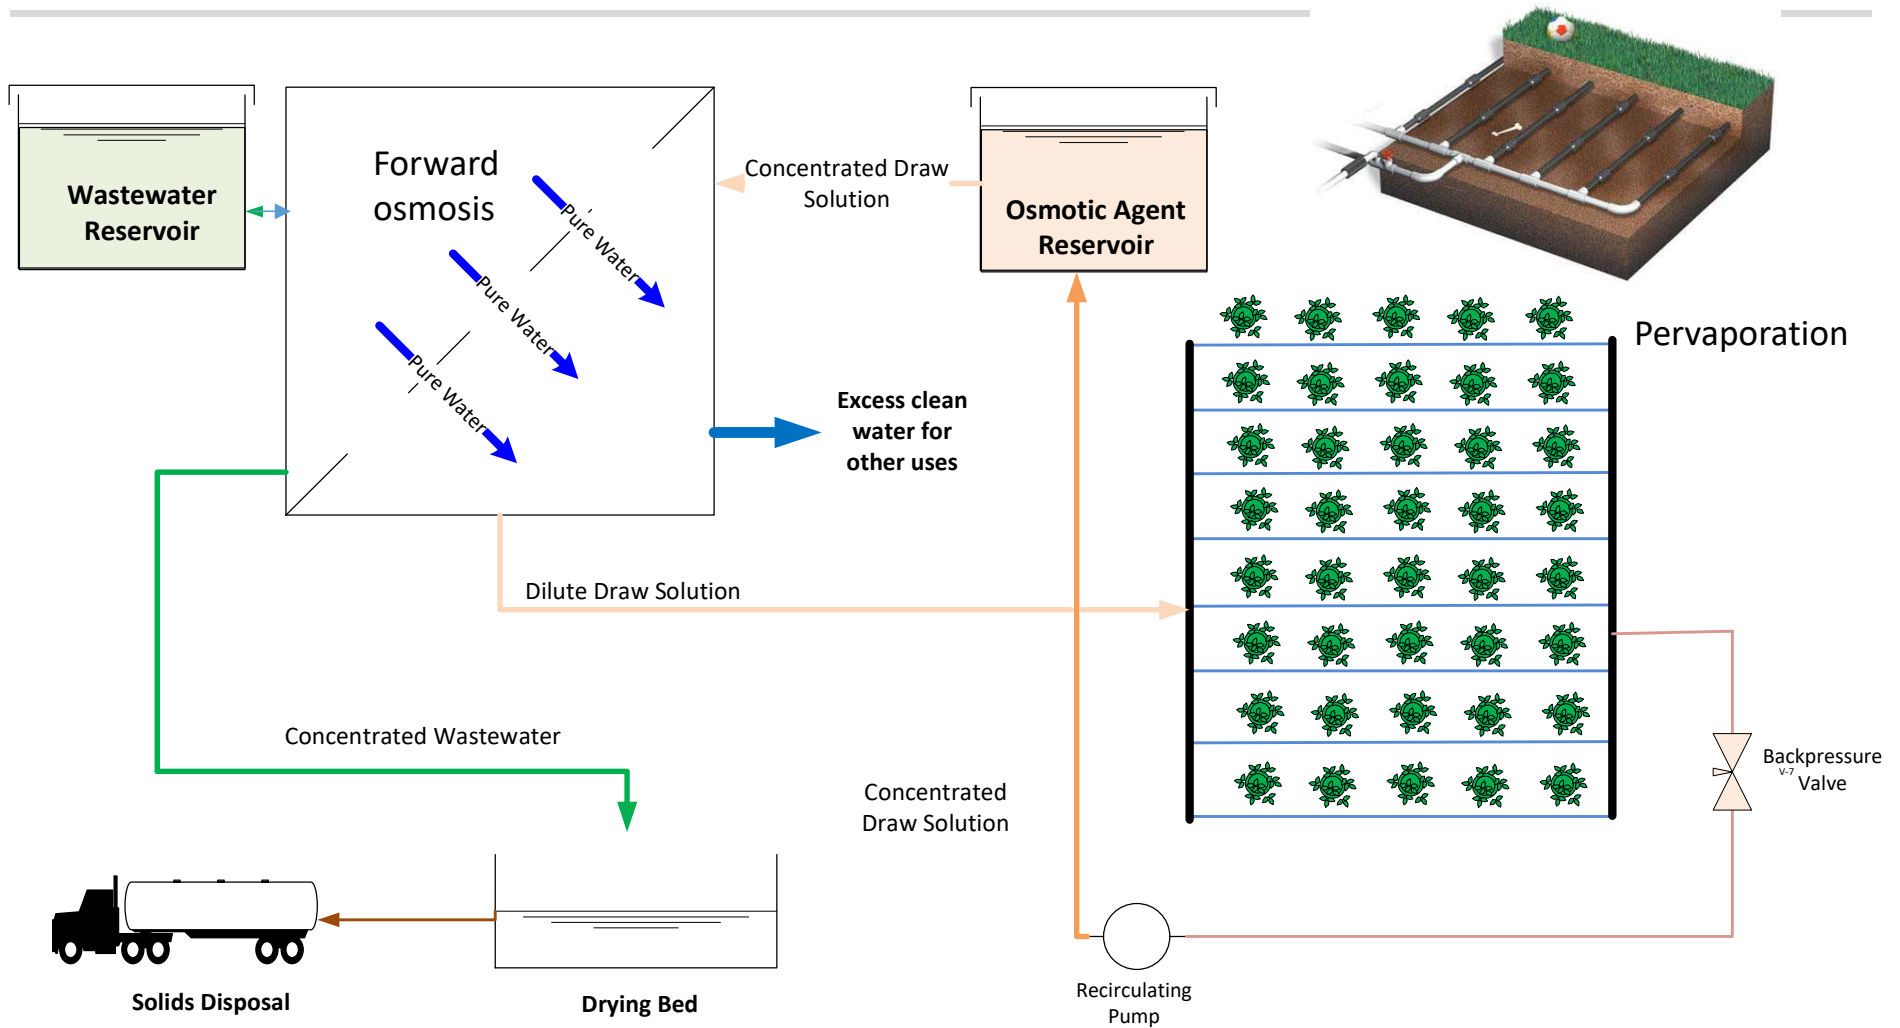 Forward
osmosis
Wastewater
Reservoir
Pure Water
Pure Water
Pure Water
Concentrated Draw
Solution
Osmotic Agent
Reservoir
Pervaporation
Excess clean
water for
other uses
Dilute Draw Solution
Concentrated Wastewater
Concentrated
Draw Solution
Backpressure
V-7 Valve
Recirculating
Pump
Solids Disposal
Drying Bed